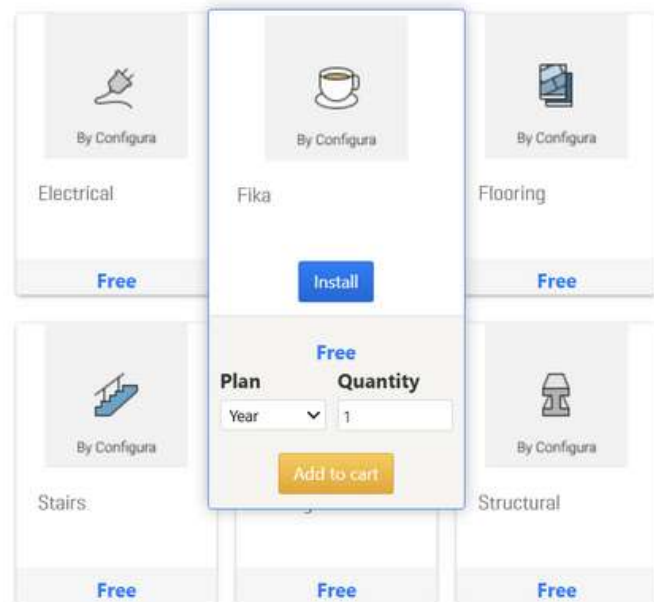 By Configura
By Configura
By Configura
Electrical
Fika
Flooring
Free
Install
Free
Free
Plan
Quantity
Year
1
By Configura
By Configura
Add to cart
Stairs
Structural
Free
Free
Free